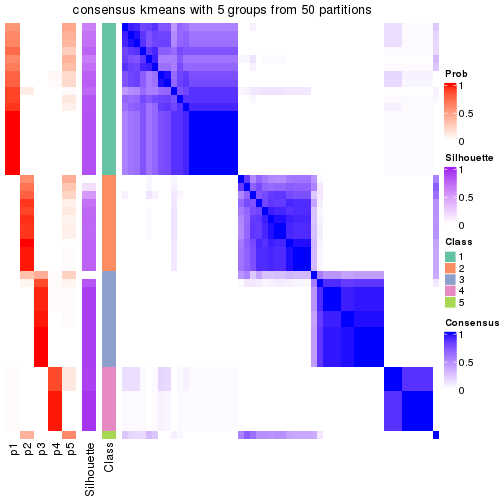 consensus kmeans with 5 groups from 50 partitions
Prob
1
0.5
0
Silhouette
1
0.5
0
Class
1
2
3
4
5
Consensus
1
0.5
0
p1
p2
p3
p4
p5
Silhouette
Class